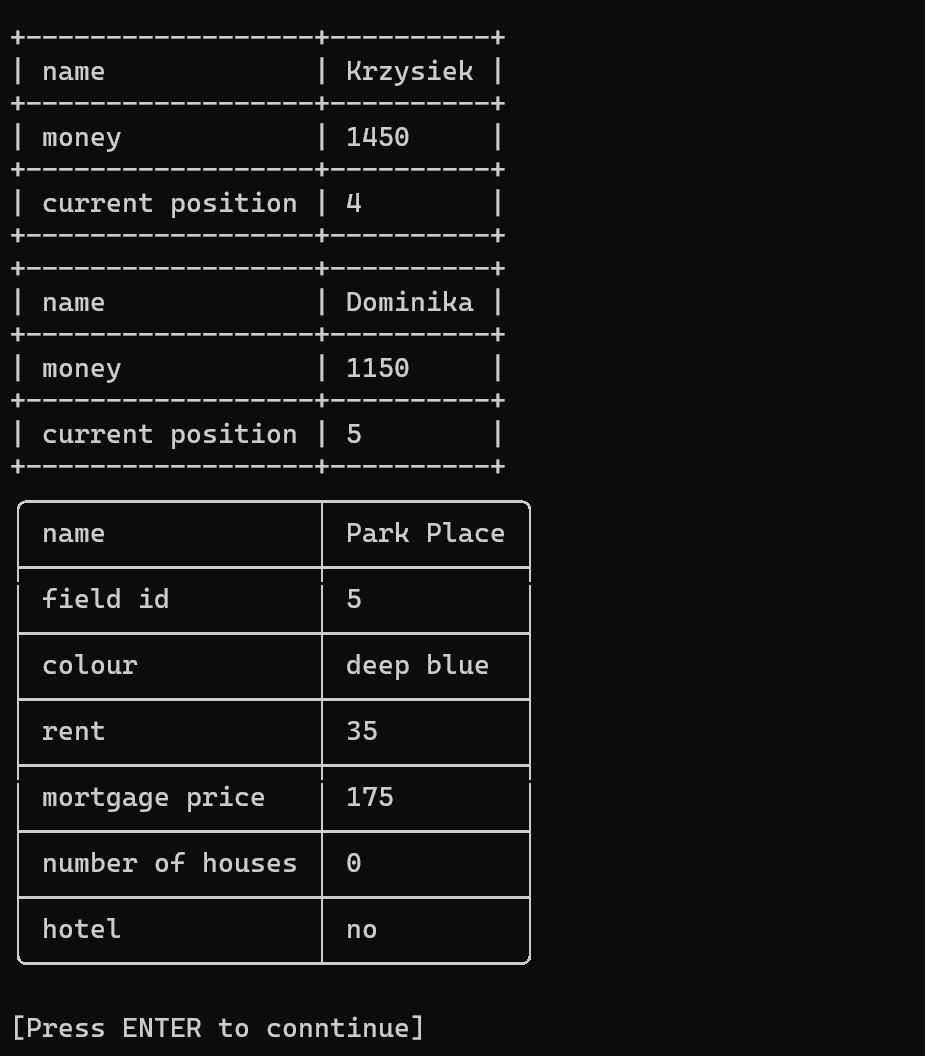 name Krzysiek
money 1450
current position 4
name Dominika
money 1150
current position 5
name Park Place
field id 5
colour deep blue
rent 35
mortgage price 175
number of houses 0
hotel no
[Press ENTER to conntinue]